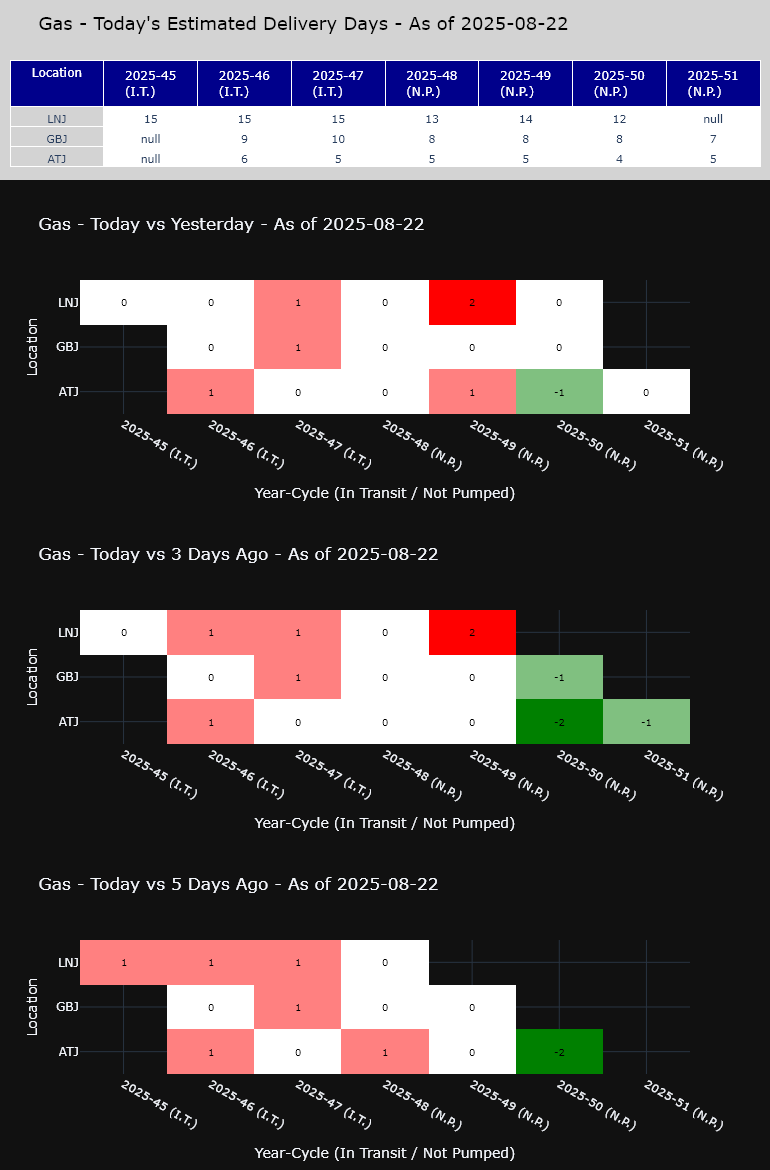 Gas - Today's Estimated Delivery Days - As of 2025-08-22
Location 2025-45 (I.T.) 2025-46 (I.T.) 2025-47 (I.T.) 2025-48 (N.P.) 2025-49 (N.P.) 2025-50 (N.P.) 2025-51 (N.P.)
LNJ 15 15 15 13 14 12 null
GBJ null 9 10 8 8 8 7
ATJ null 6 5 5 5 4 5
Gas - Today vs Yesterday - As of 2025-08-22
Location
LNJ 0 0 1 0 2 0
GBJ 0 1 0 0 0
ATJ 1 0 0 1 -1 0
2025-45 (I.T.) 2025-46 (I.T.) 2025-47 (I.T.) 2025-48 (N.P.) 2025-49 (N.P.) 2025-50 (N.P.) 2025-51 (N.P.)
Year-Cycle (In Transit / Not Pumped)
Gas - Today vs 3 Days Ago - As of 2025-08-22
Location
LNJ 0 1 1 0 2
GBJ 0 1 0 0 -1
ATJ 1 0 0 0 -2 -1
2025-45 (I.T.) 2025-46 (I.T.) 2025-47 (I.T.) 2025-48 (N.P.) 2025-49 (N.P.) 2025-50 (N.P.) 2025-51 (N.P.)
Year-Cycle (In Transit / Not Pumped)
Gas - Today vs 5 Days Ago - As of 2025-08-22
Location
LNJ 1 1 1 0
GBJ 0 1 0 0
ATJ 1 0 1 0 -2
2025-45 (I.T.) 2025-46 (I.T.) 2025-47 (I.T.) 2025-48 (N.P.) 2025-49 (N.P.) 2025-50 (N.P.) 2025-51 (N.P.)
Year-Cycle (In Transit / Not Pumped)